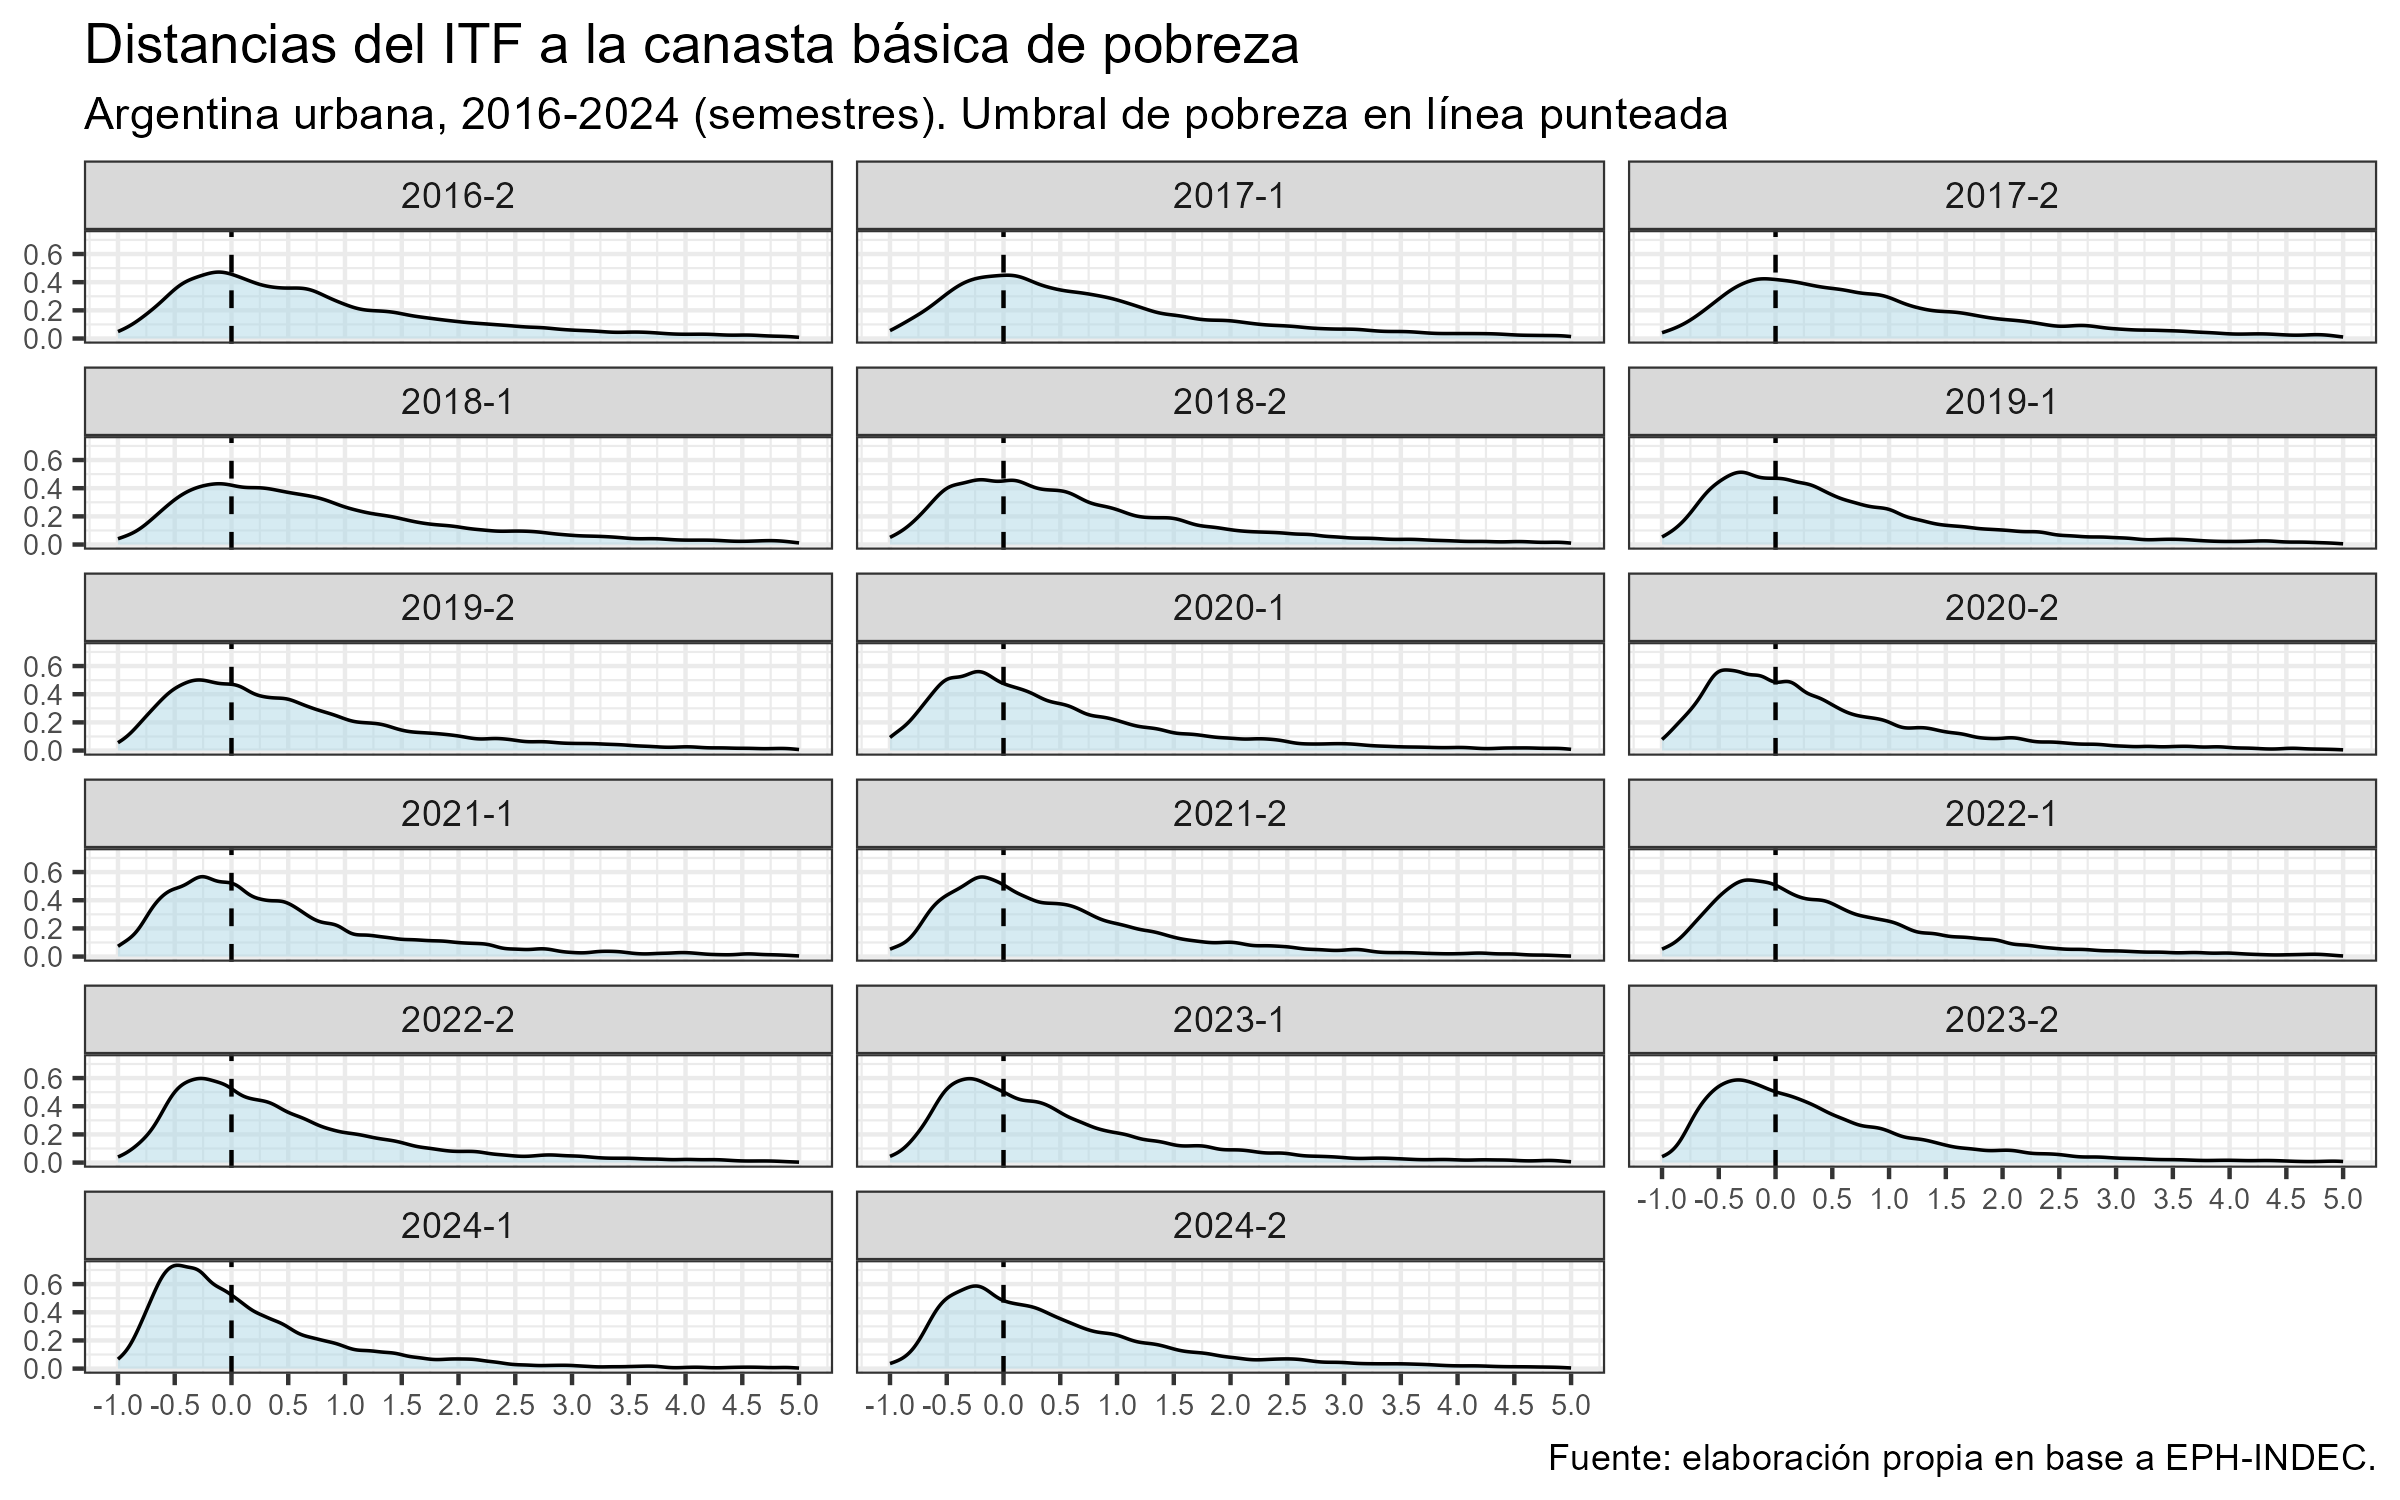 Distancias del ITF a la canasta básica de pobreza
Argentina urbana, 2016-2024 (semestres). Umbral de pobreza en línea punteada
2016-2 2017-1 2017-2
0.6
0.4
0.2
0.0
2018-1 2018-2 2019-1
0.6
0.4
0.2
0.0
2019-2 2020-1 2020-2
0.6
0.4
0.2
0.0
2021-1 2021-2 2022-1
0.6
0.4
0.2
0.0
2022-2 2023-1 2023-2
0.6
0.4
0.2
0.0
-1.0 -0.5 0.0 0.5 1.0 1.5 2.0 2.5 3.0 3.5 4.0 4.5 5.0
2024-1 2024-2
0.6
0.4
0.2
0.0
-1.0 -0.5 0.0 0.5 1.0 1.5 2.0 2.5 3.0 3.5 4.0 4.5 5.0 -1.0 -0.5 0.0 0.5 1.0 1.5 2.0 2.5 3.0 3.5 4.0 4.5 5.0
Fuente: elaboración propia en base a EPH-INDEC.